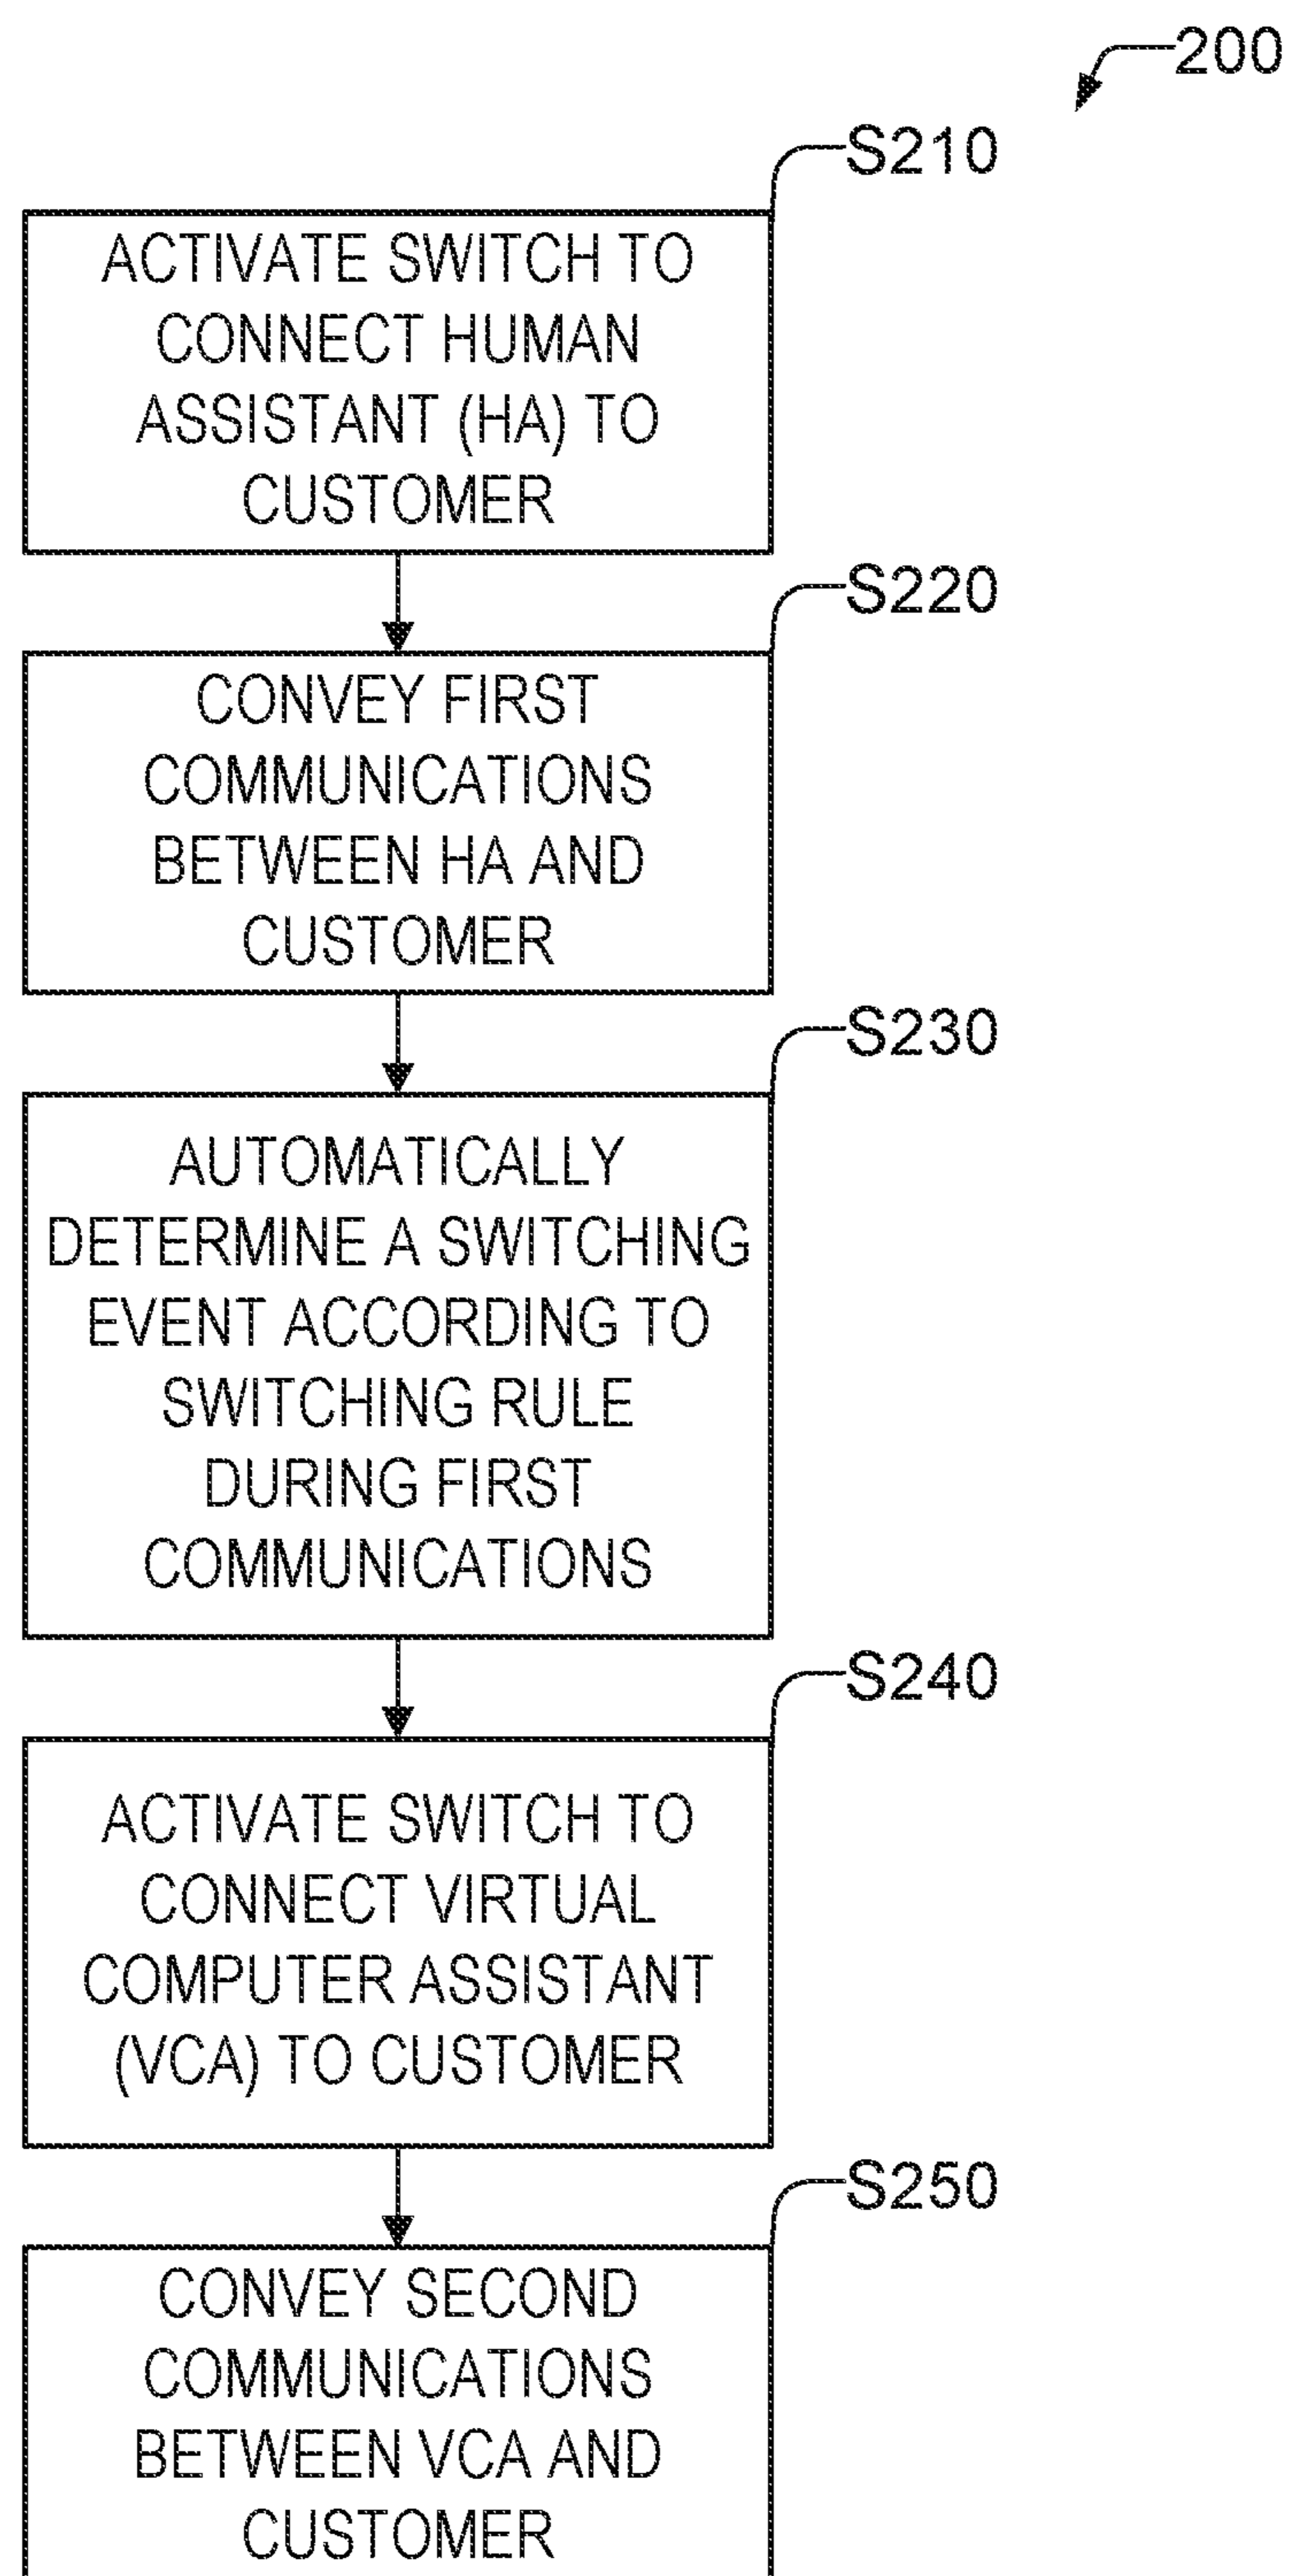 200
S210
ACTIVATE SWITCH TO
CONNECT HUMAN
ASSISTANT (HA) TO
CUSTOMER
S220
CONVEY FIRST
COMMUNICATIONS
BETWEEN HA AND
CUSTOMER
S230
AUTOMATICALLY
DETERMINE A SWITCHING
EVENT ACCORDING TO
SWITCHING RULE
DURING FIRST
COMMUNICATIONS
S240
ACTIVATE SWITCH TO
CONNECT VIRTUAL
COMPUTER ASSISTANT
(VCA) TO CUSTOMER
S250
CONVEY SECOND
COMMUNICATIONS
BETWEEN VCA AND
CUSTOMER